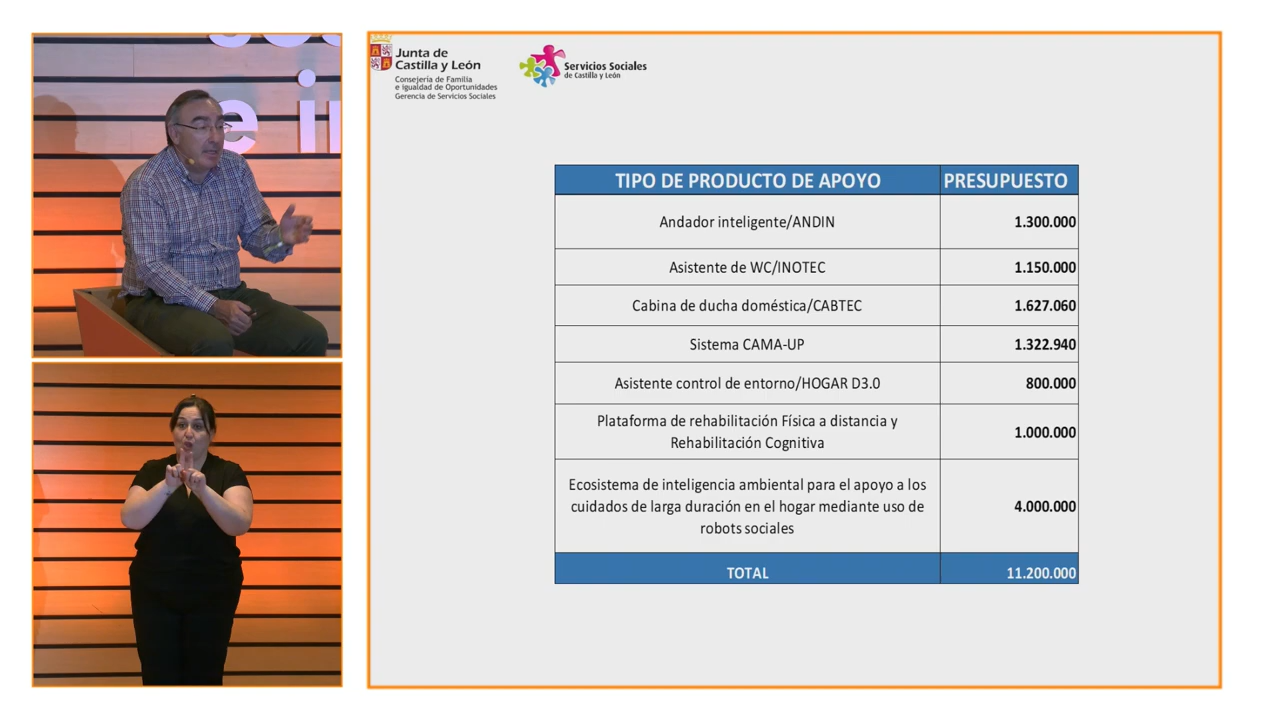 e i
Junta de
Castilla y León
Consejería de Familia
e igualdad de Oportunidades
Gerencia de Servicios Sociales
Servicios Sociales
de Castilla y León
TIPO DE PRODUCTO DE APOYO PRESUPUESTO
Andador inteligente/ANDIN 1.300.000
Asistente de WC/INOTEC 1.150.000
Cabina de ducha doméstica/CABTEC 1.627.060
Sistema CAMA-UP 1.322.940
Asistente control de entorno/HOGAR D3.0 800.000
Plataforma de rehabilitación Física a distancia y
Rehabilitación Cognitiva 1.000.000
Ecosistema de inteligencia ambiental para el apoyo a los
cuidados de larga duración en el hogar mediante uso de 4.000.000
robots sociales
TOTAL 11.200.000